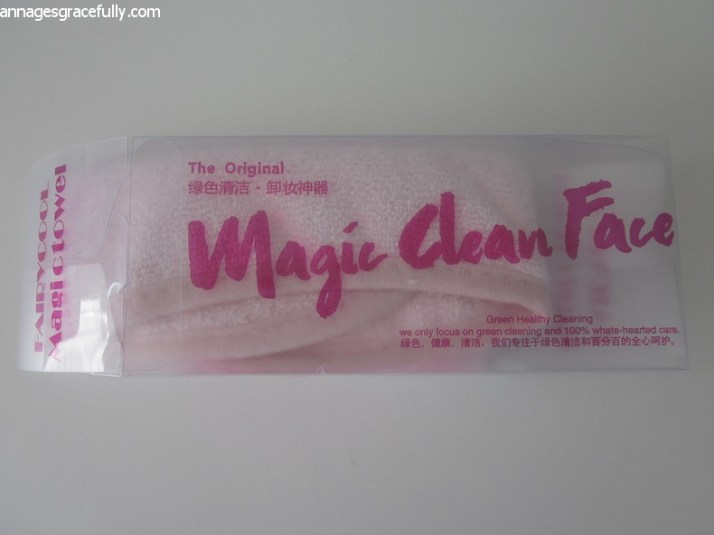 annagesgracefully.com
FAIRYCOOL
Magictowel
The Original
绿色清洁·卸妆神器
Magic Clean Face
Green Healthy Cleaning
we only focus on green cleaning and 100% whate-hearted care.
绿色、健康、清洁，我们专注于绿色清洁和百分百的全心呵护。